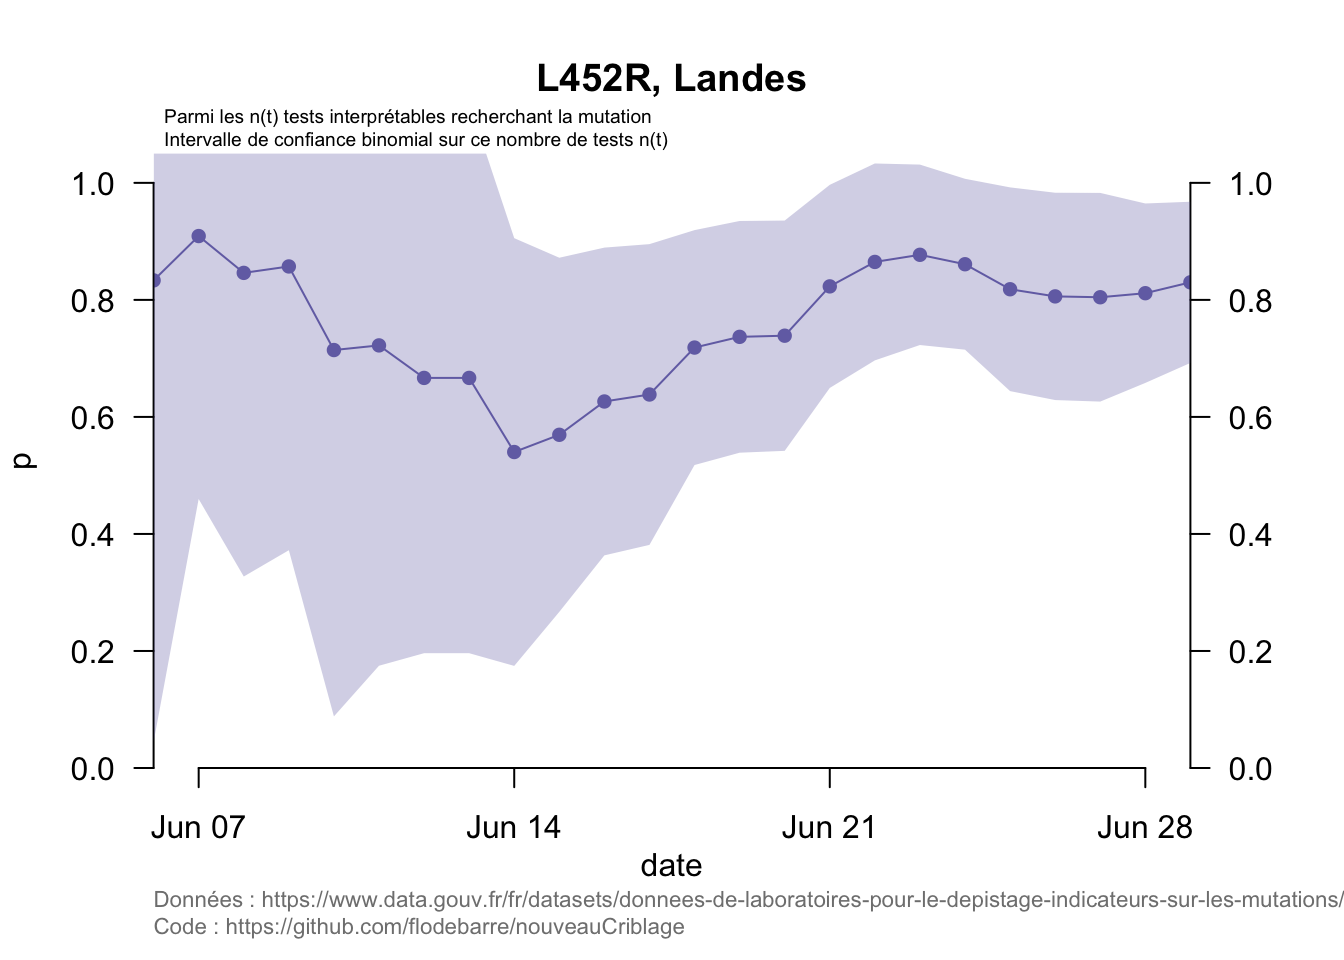 L452R, Landes
Parmi les n(t) tests interprétables recherchant la mutation
Intervalle de confiance binomial sur ce nombre de tests n(t)
1.0 1.0
0.8 0.8
0.6 0.6
p
0.4 0.4
0.2 0.2
0.0 0.0
Jun 07 Jun 14 Jun 21 Jun 28
date
Données : https://www.data.gouv.fr/fr/datasets/donnees-de-laboratoires-pour-le-depistage-indicateurs-sur-les-mutations/
Code : https://github.com/flodebarre/nouveauCriblage